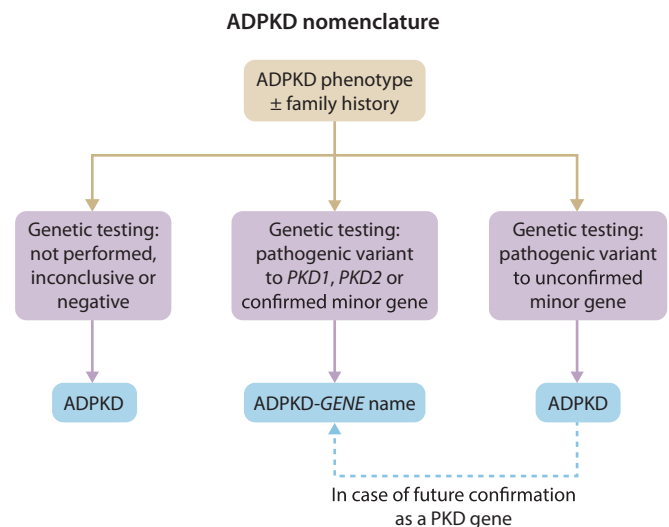 ADPKD nomenclature
ADPKD phenotype
± family history
Genetic testing:
not performed,
inconclusive or
negative
Genetic testing:
pathogenic variant
to PKD1, PKD2 or
confirmed minor gene
Genetic testing:
pathogenic variant
to unconfirmed
minor gene
ADPKD
ADPKD-GENE name
ADPKD
In case of future confirmation
as a PKD gene